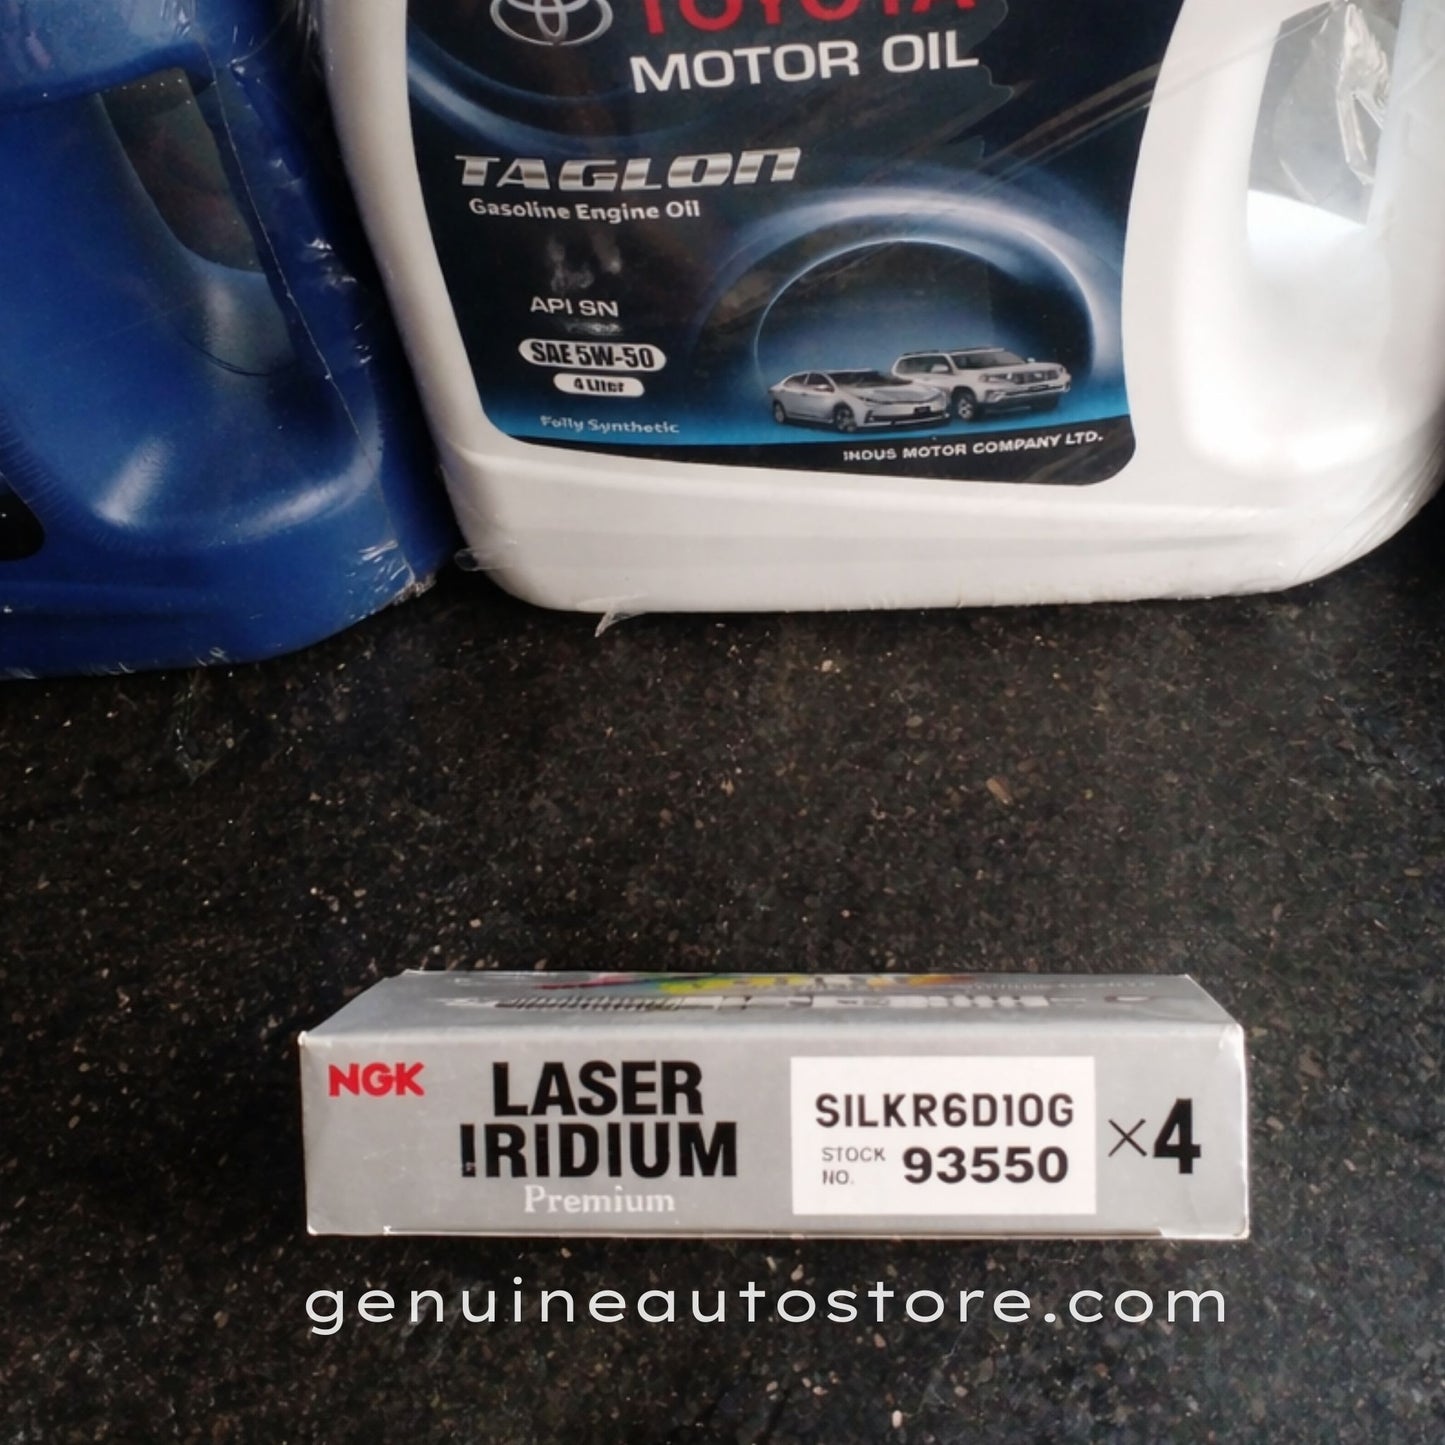 TOYOTA
MOTOR OIL
TAGLON
Gasoline Engine Oil
API SN
SAE 5W-50
4 Liter
Fully Synthetic
INDUS MOTOR COMPANY LTD.
NGK
LASER
IRIDIUM
Premium
SILKR6D10G
STOCK NO. 93550
×4
genuineautostore.com